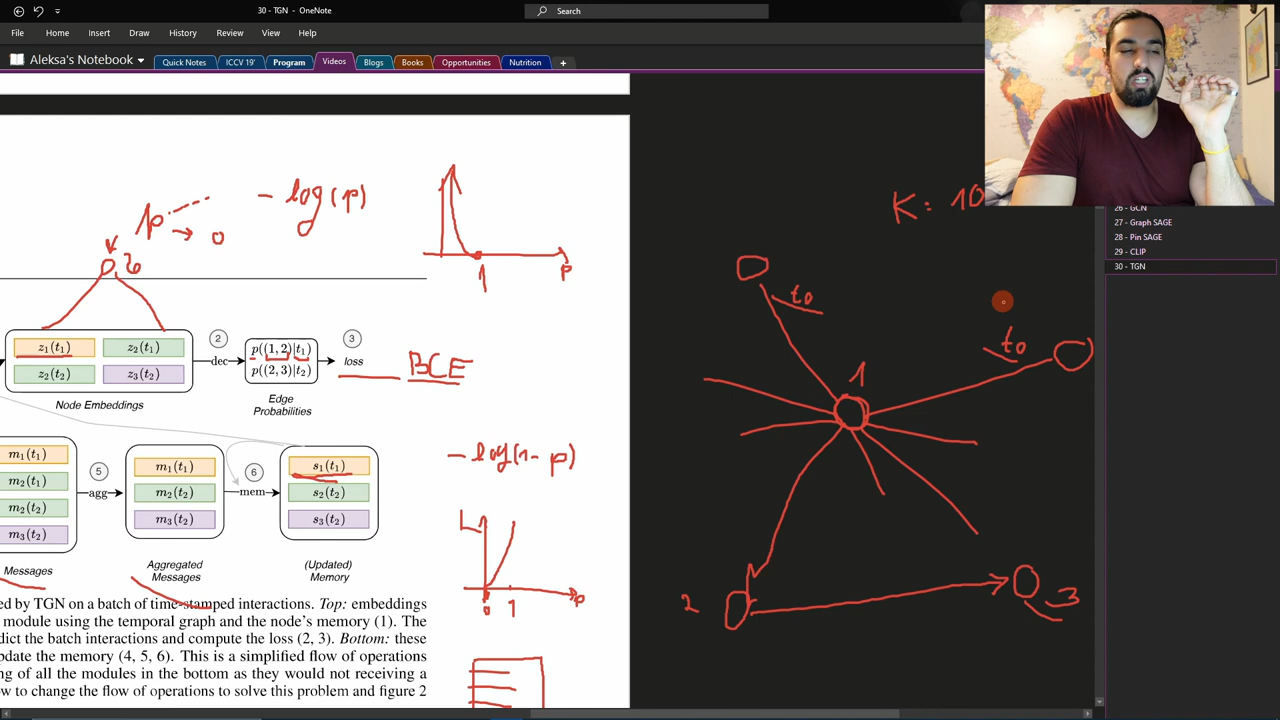 30 - TGN - OneNote
Search
File Home Insert Draw History Review View Help
Aleksa's Notebook
Quick Notes ICCV 19' Program Videos Blogs Books Opportunities Nutrition +
27 - Graph SAGE
28 - Pin SAGE
29 - CLIP
30 - TGN
p → 0
- log(p)
1 p
K: 10
z₁(t₁) z₂(t₁)
z₂(t₂) z₃(t₂)
Node Embeddings
2
dec
p((1, 2)|t₁)
p((2, 3)|t₂)
Edge
Probabilities
3
loss
BCE
m₁(t₁)
m₂(t₁)
m₂(t₂)
m₃(t₂)
Messages
5
agg
m₁(t₁)
m₂(t₂)
m₃(t₂)
Aggregated
Messages
6
mem
s₁(t₁)
s₂(t₂)
s₃(t₂)
(Updated)
Memory
- log(1- p)
L
0 1 p
t₀
t₀
1
2
3
ed by TGN on a batch of time-stamped interactions. Top: embeddings
module using the temporal graph and the node's memory (1). The
dict the batch interactions and compute the loss (2, 3). Bottom: these
pdate the memory (4, 5, 6). This is a simplified flow of operations
ng of all the modules in the bottom as they would not receiving a
ow to change the flow of operations to solve this problem and figure 2